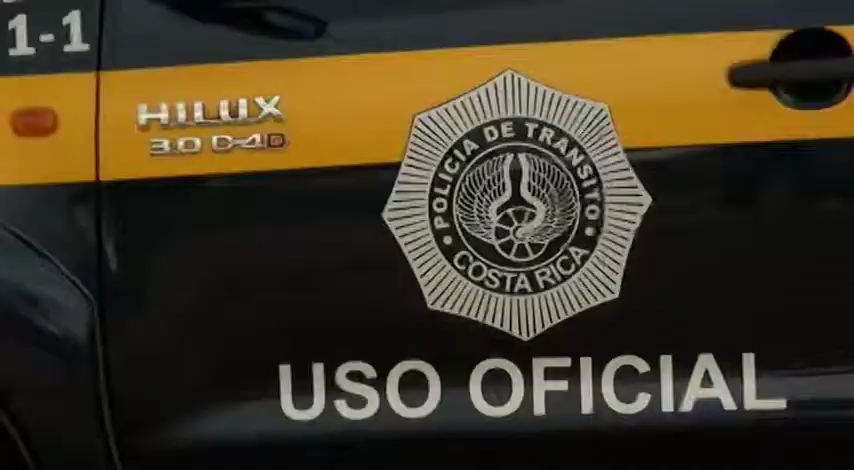 1-1
HILUX
3.0 D-4D
POLICIA DE TRANSITO
COSTA RICA
USO OFICIAL